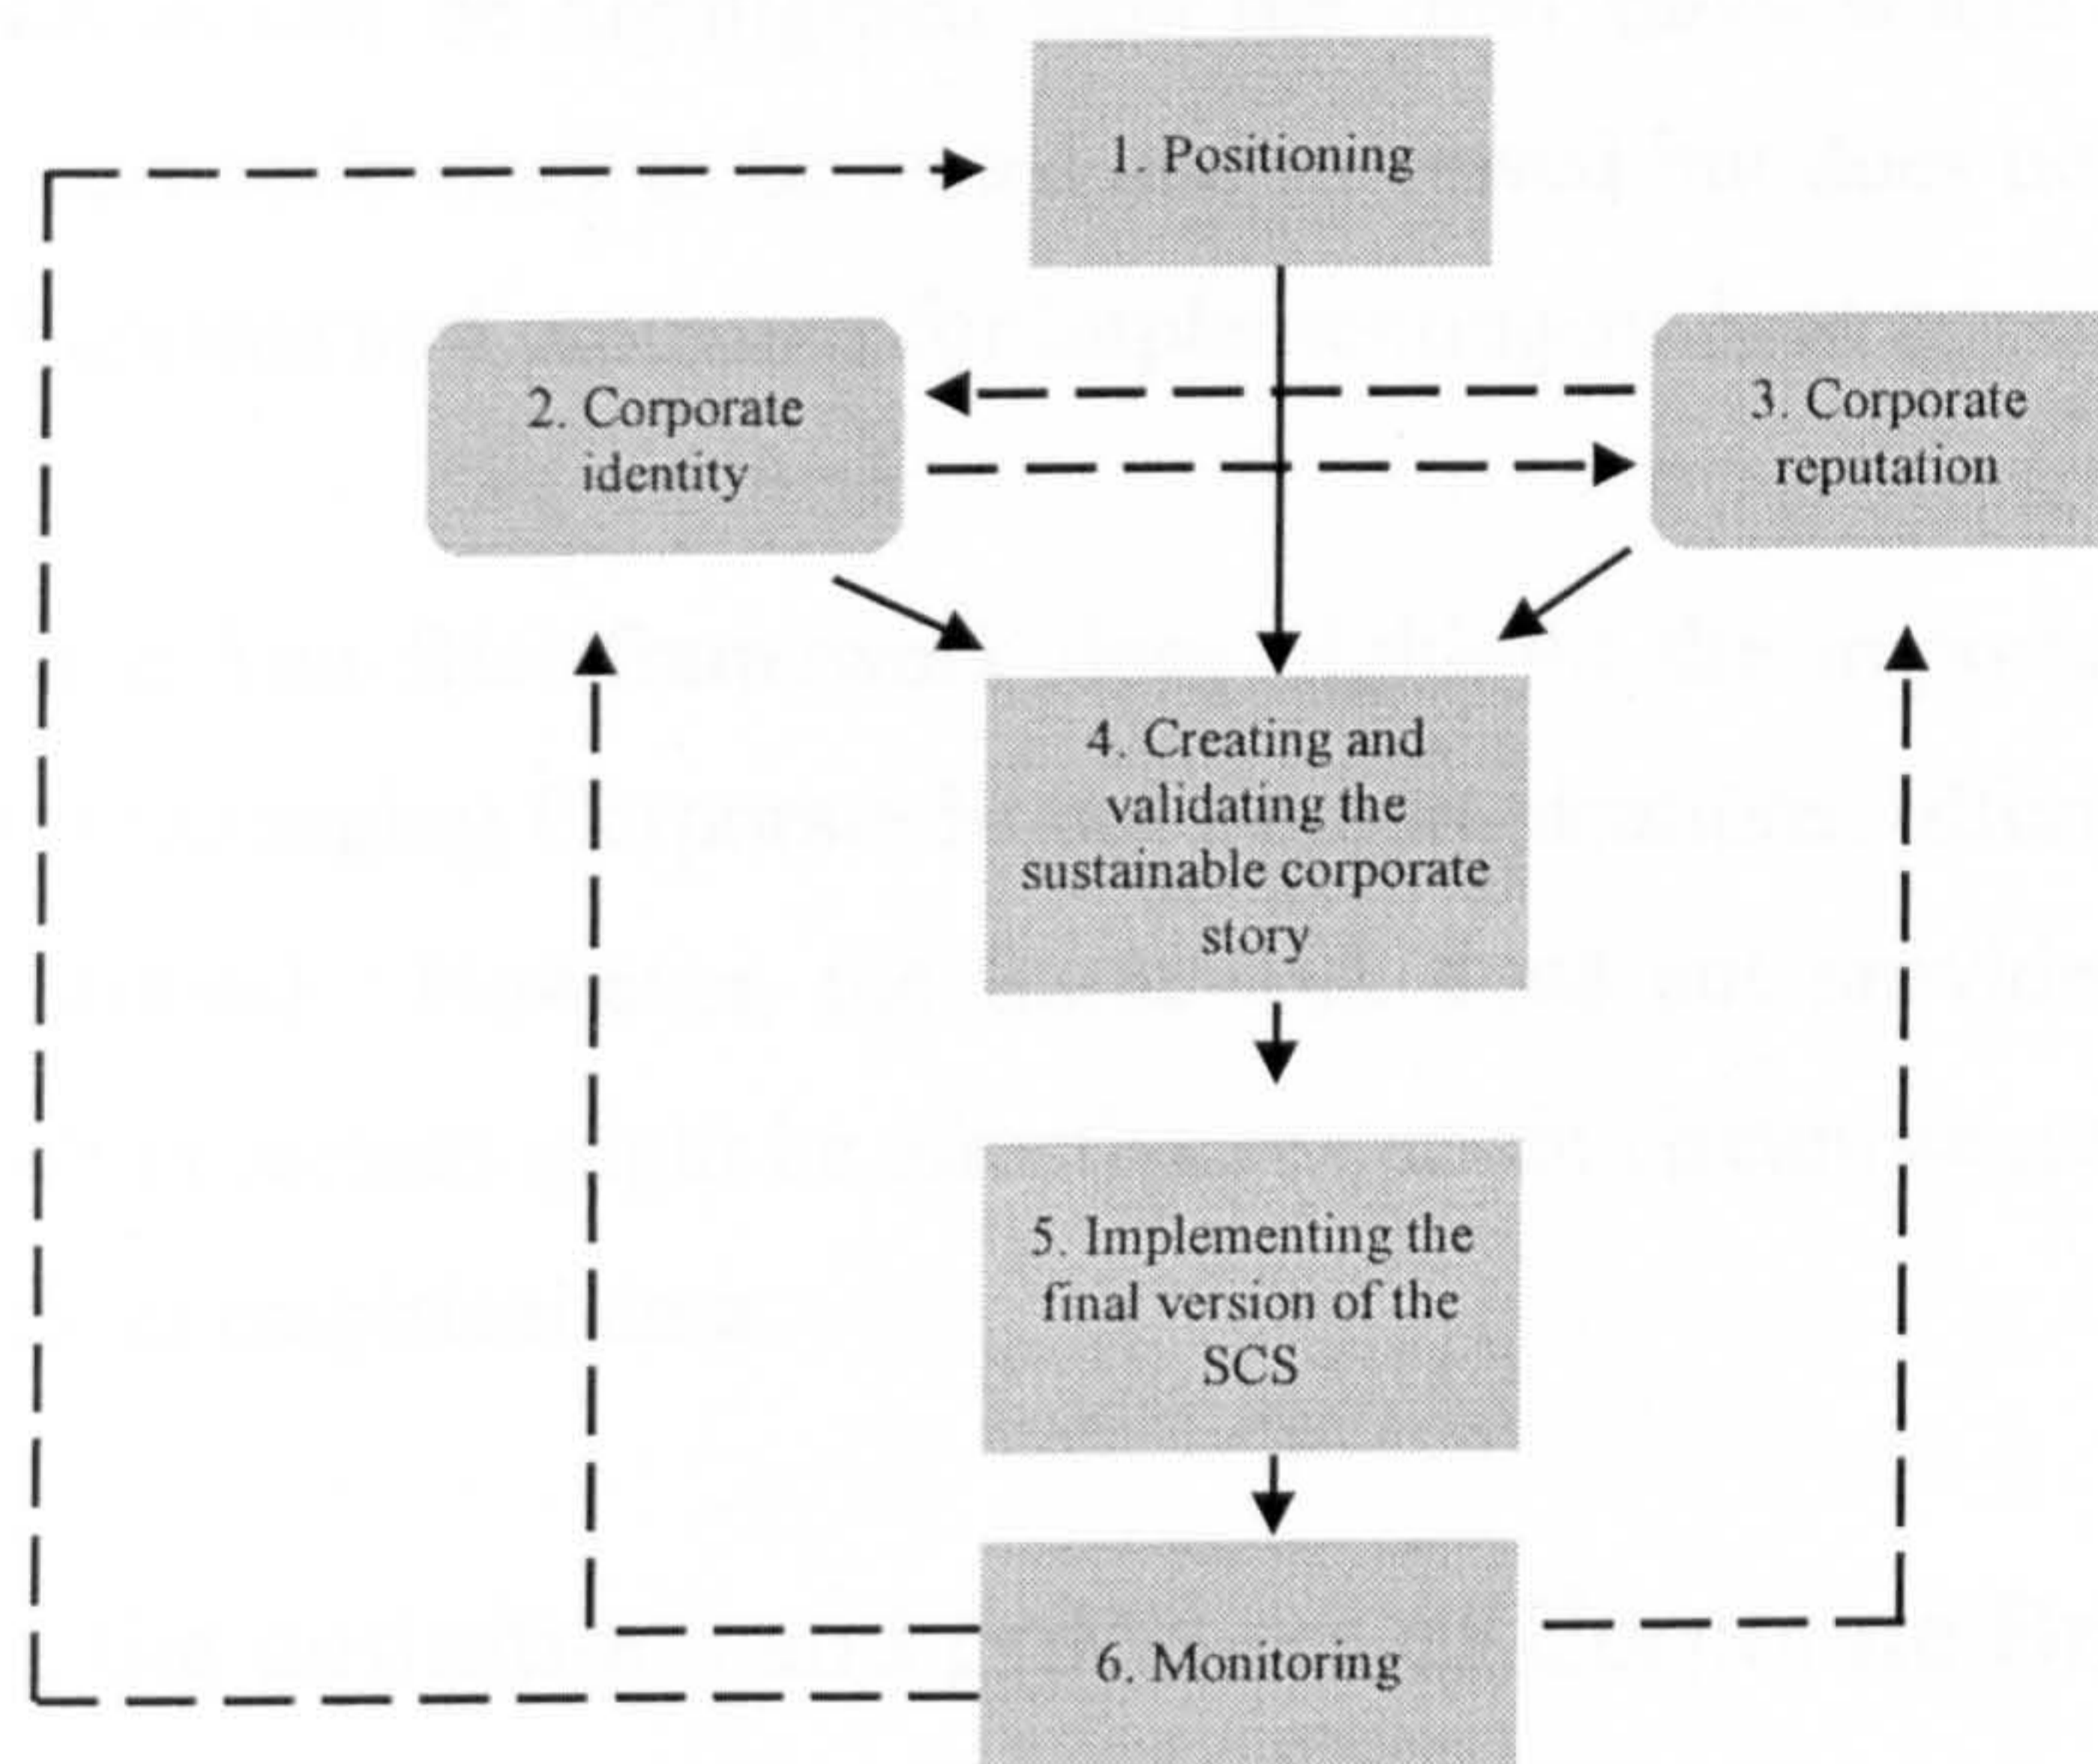 1. Positioning
2. Corporate
identity
3. Corporate
reputation
4. Creating and
validating the
sustainable corporate
story
5. Implementing the
final version of the
SCS
6. Monitoring